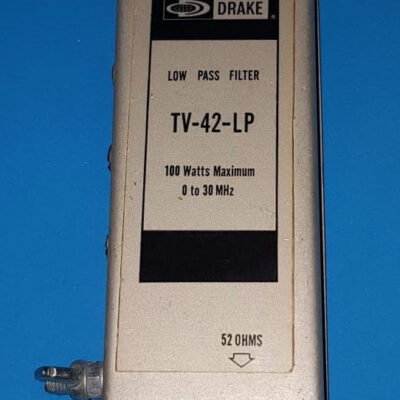 DRAKE
LOW PASS FILTER
TV-42-LP
100 Watts Maximum
0 to 30 MHz
52 OHMS